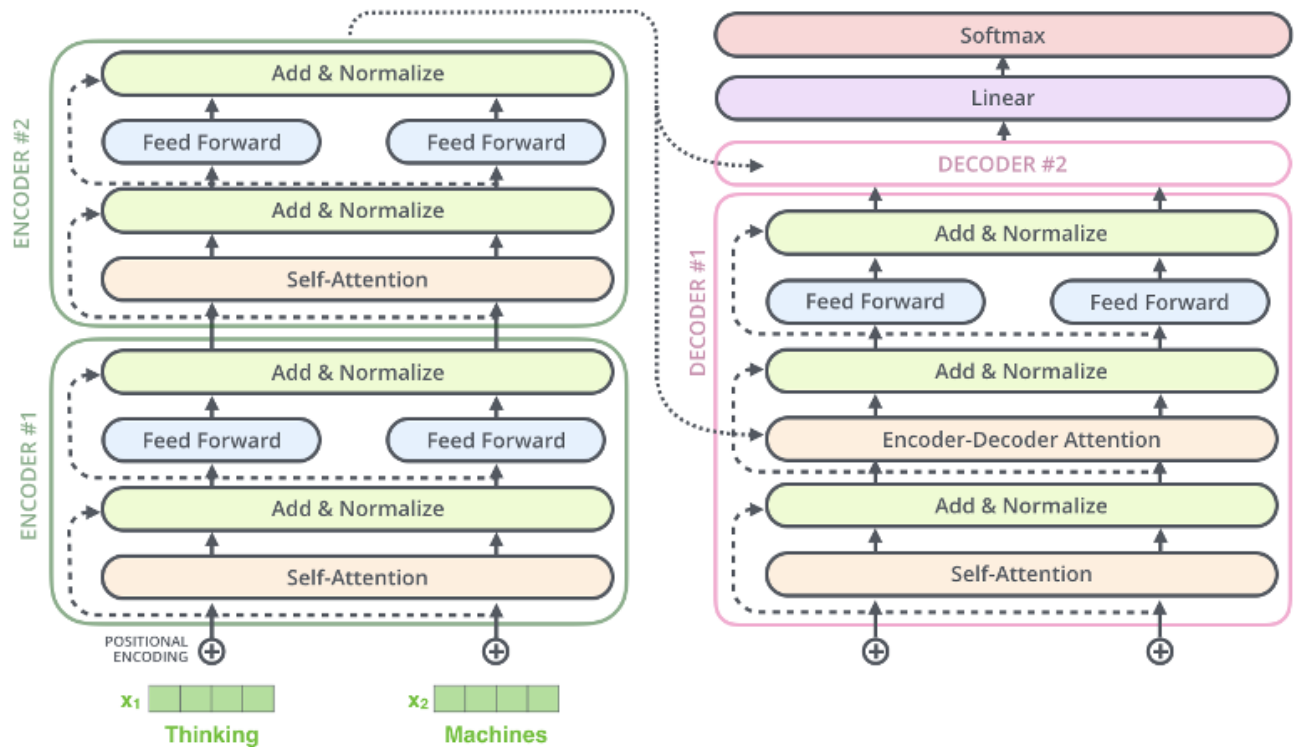 ENCODER #2
Add & Normalize
Feed Forward
Feed Forward
Add & Normalize
Self-Attention
ENCODER #1
Add & Normalize
Feed Forward
Feed Forward
Add & Normalize
Self-Attention
POSITIONAL
ENCODING
x₁
x₂
Thinking
Machines
Softmax
Linear
DECODER #2
DECODER #1
Add & Normalize
Feed Forward
Feed Forward
Add & Normalize
Encoder-Decoder Attention
Add & Normalize
Self-Attention